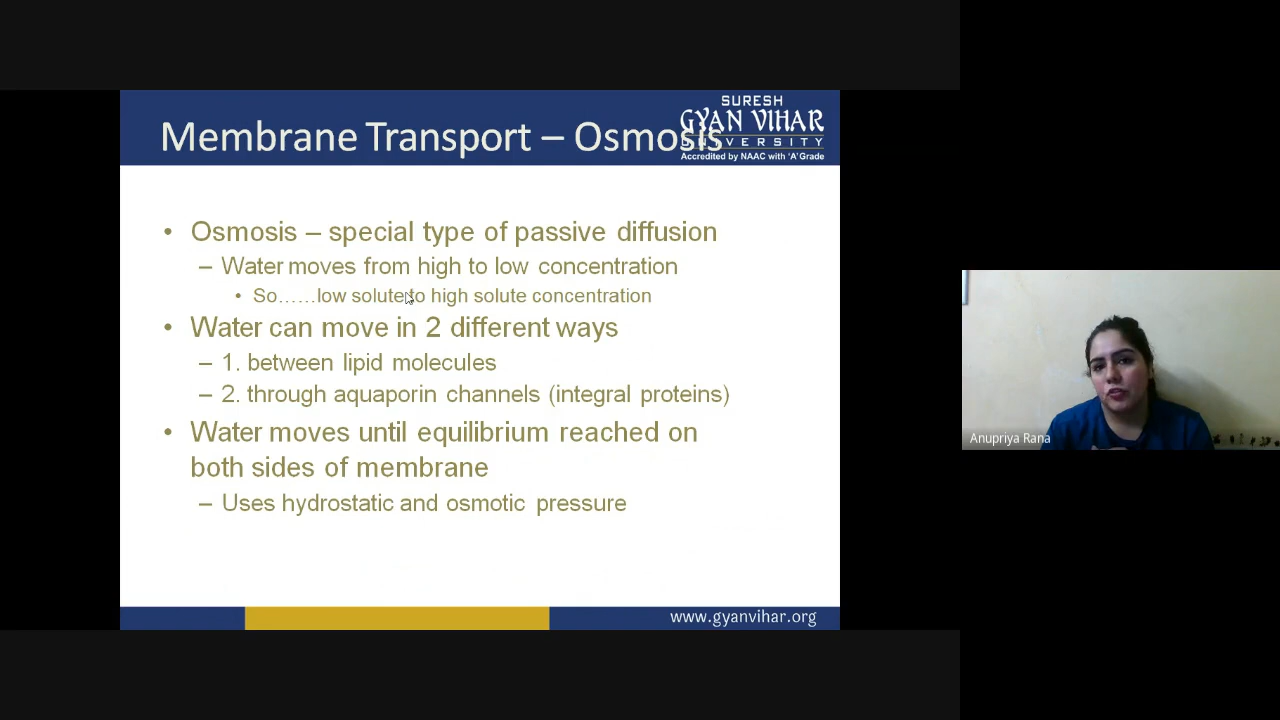 Membrane Transport – Osmosis
SURESH
GYAN VIHAR
UNIVERSITY
Accredited by NAAC with 'A' Grade
• Osmosis – special type of passive diffusion
– Water moves from high to low concentration
• So......low solute to high solute concentration
• Water can move in 2 different ways
– 1. between lipid molecules
– 2. through aquaporin channels (integral proteins)
• Water moves until equilibrium reached on
both sides of membrane
– Uses hydrostatic and osmotic pressure
www.gyanvihar.org
Anupriya Rana